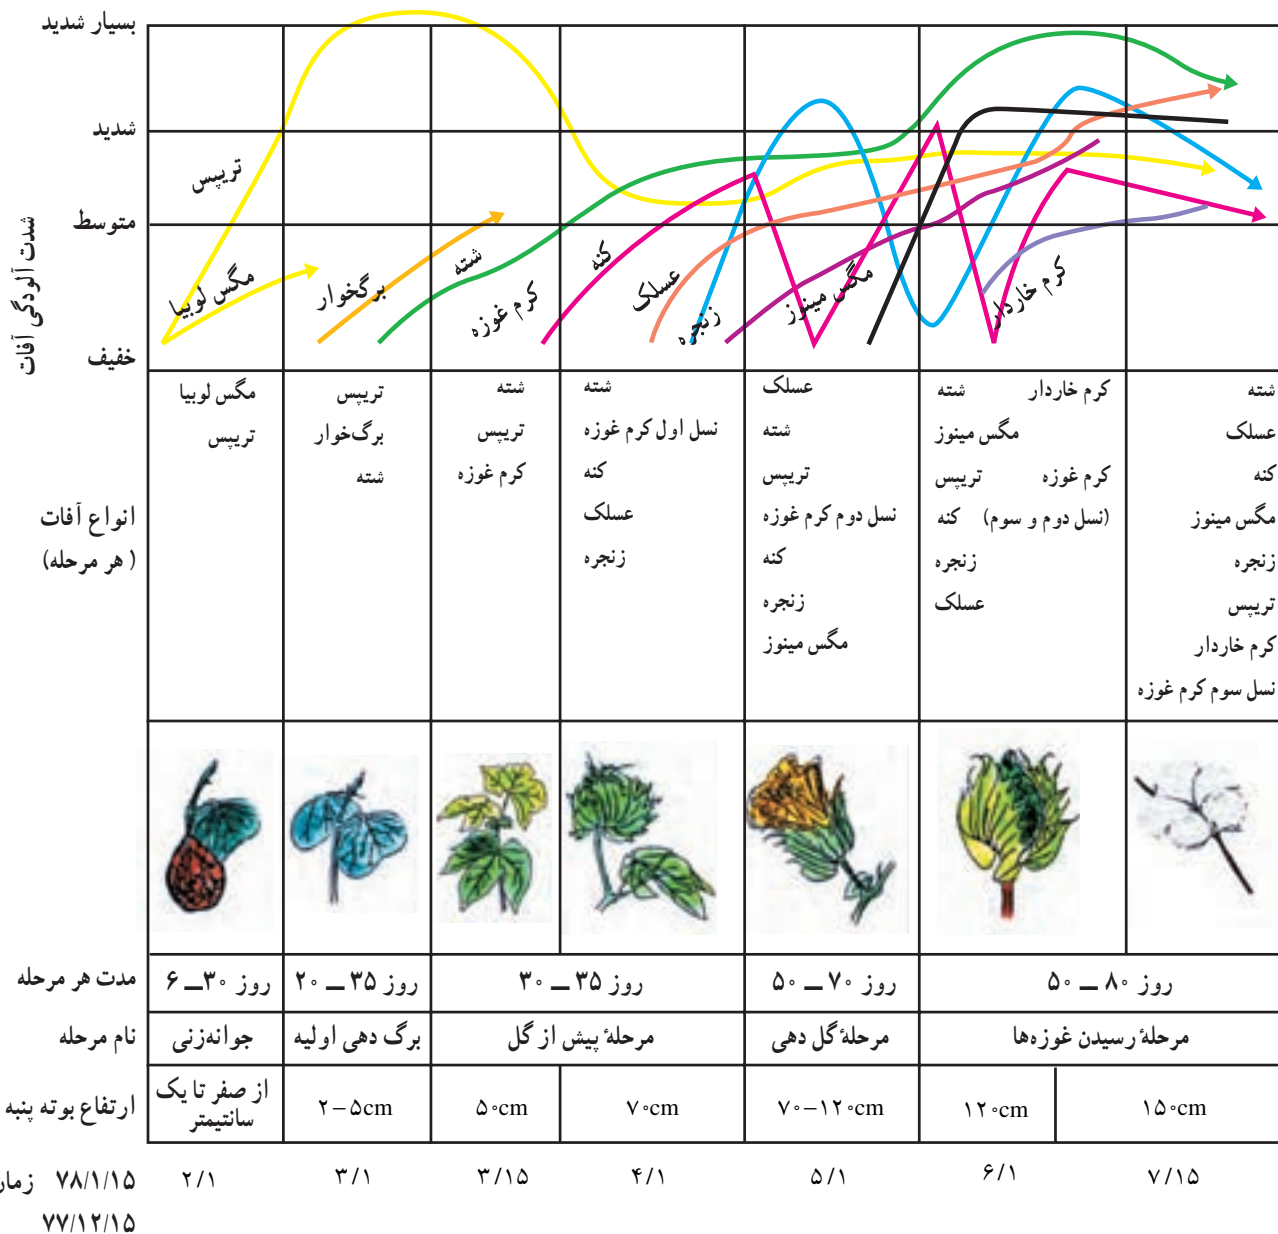 بسیار شدید
شدید
متوسط
خفیف
شدت آلودگی آفات
تریپس
مگس لوبیا
برگخوار
شته
کرم غوزه
کنه
عسلک
زنجره
مگس مینوز
کرم خاردار
انواع آفات
(هر مرحله)
مگس لوبیا
تریپس
تریپس
برگ‌خوار
شته
شته
تریپس
کرم غوزه
شته
نسل اول کرم غوزه
کنه
عسلک
زنجره
عسلک
شته
تریپس
نسل دوم کرم غوزه
کنه
زنجره
مگس مینوز
کرم خاردار شته
مگس مینوز
کرم غوزه تریپس
(نسل دوم و سوم) کنه
زنجره
عسلک
شته
عسلک
کنه
مگس مینوز
زنجره
تریپس
کرم خاردار
نسل سوم کرم غوزه
مدت هر مرحله
روز ۳۰ــ۶
روز ۳۵ ــ ۲۰
روز ۳۵ ــ ۳۰
روز ۷۰ ــ ۵۰
روز ۸۰ ــ ۵۰
نام مرحله
جوانه‌زنی
برگ دهی اولیه
مرحلهٔ پیش از گل
مرحلهٔ گل دهی
مرحلهٔ رسیدن غوزه‌ها
ارتفاع بوته پنبه
از صفر تا یک
سانتیمتر
۲−۵cm
۵۰cm
۷۰cm
۷۰−۱۲۰cm
۱۲۰cm
۱۵۰cm
۷۸/۱/۱۵
۷۷/۱۲/۱۵
۲/۱
۳/۱
۳/۱۵
۴/۱
۵/۱
۶/۱
۷/۱۵